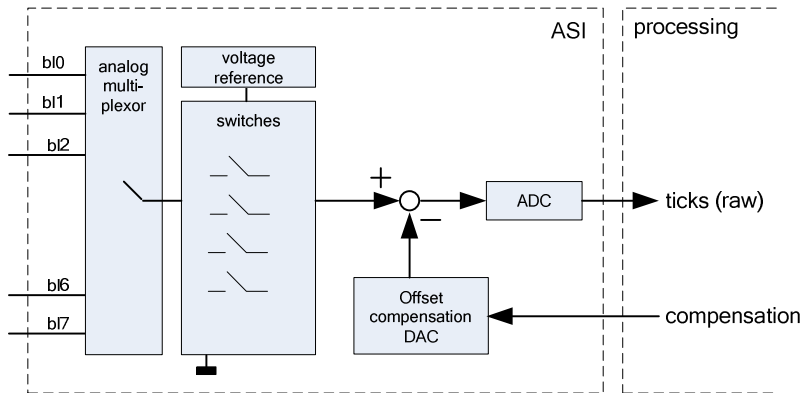 ASI
processing
bl0
bl1
bl2
bl6
bl7
analog
multi-
plexor
voltage
reference
switches
+
−
ADC
ticks (raw)
Offset
compensation
DAC
compensation